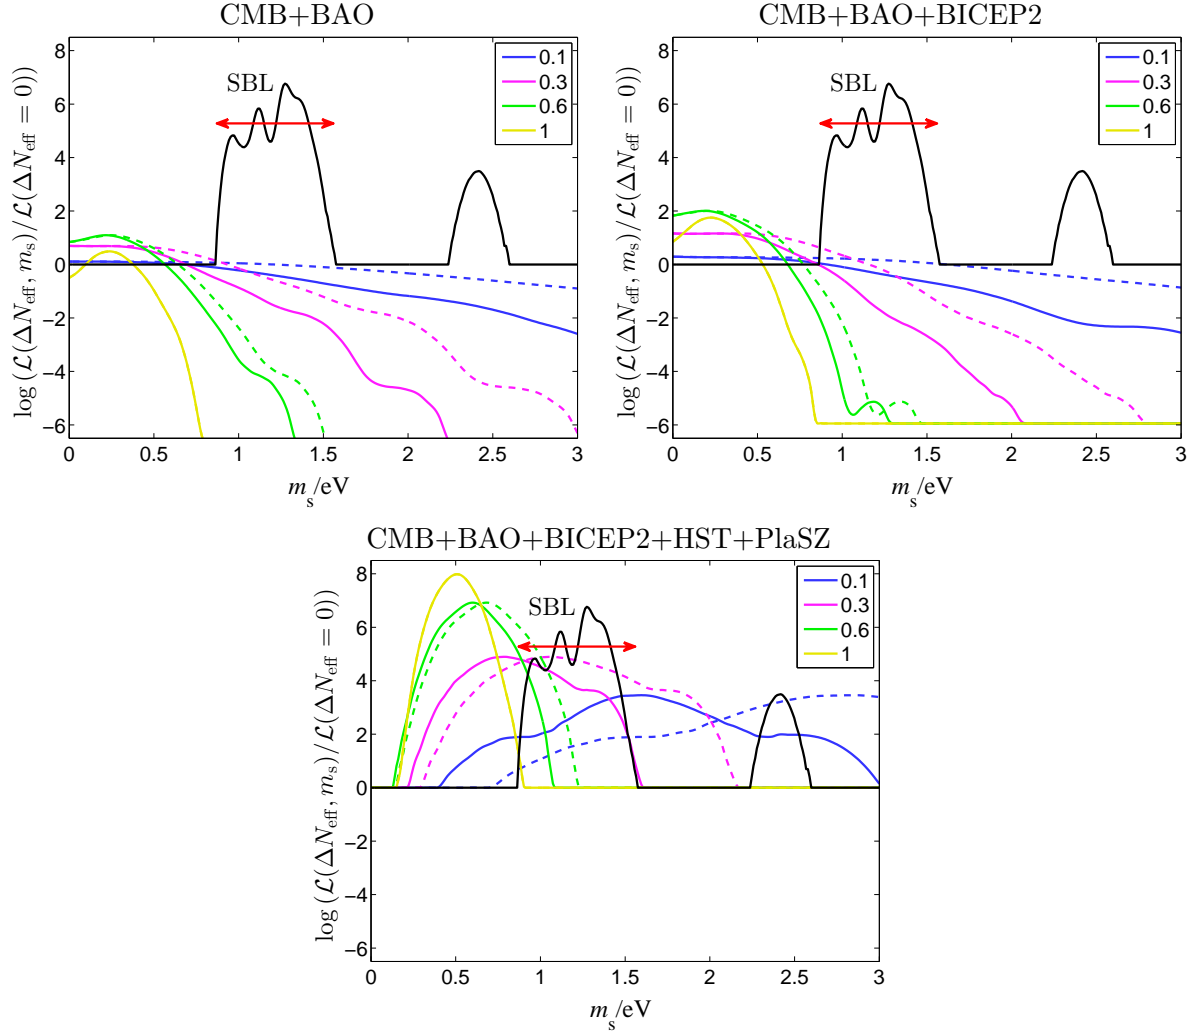 CMB+BAO
log (ℒ(ΔN_eff, m_s)/ℒ(ΔN_eff = 0))
8
6
4
2
0
−2
−4
−6
SBL
0.1
0.3
0.6
1
0 0.5 1 1.5 2 2.5 3
m_s/eV
CMB+BAO+BICEP2
log (ℒ(ΔN_eff, m_s)/ℒ(ΔN_eff = 0))
8
6
4
2
0
−2
−4
−6
SBL
0.1
0.3
0.6
1
0 0.5 1 1.5 2 2.5 3
m_s/eV
CMB+BAO+BICEP2+HST+PlaSZ
log (ℒ(ΔN_eff, m_s)/ℒ(ΔN_eff = 0))
8
6
4
2
0
−2
−4
−6
SBL
0.1
0.3
0.6
1
0 0.5 1 1.5 2 2.5 3
m_s/eV